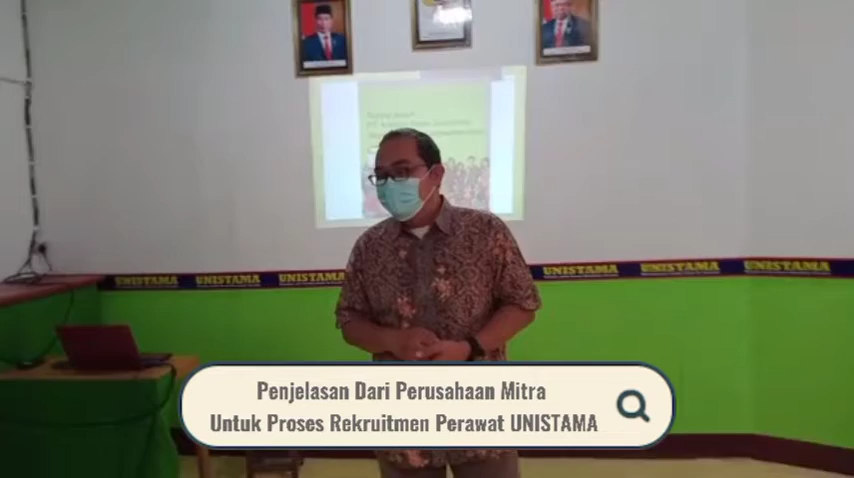 UNISTAMA UNISTAMA UNISTAMA UNISTAMA UNISTAMA UNISTAMA
Penjelasan Dari Perusahaan Mitra
Untuk Proses Rekruitmen Perawat UNISTAMA